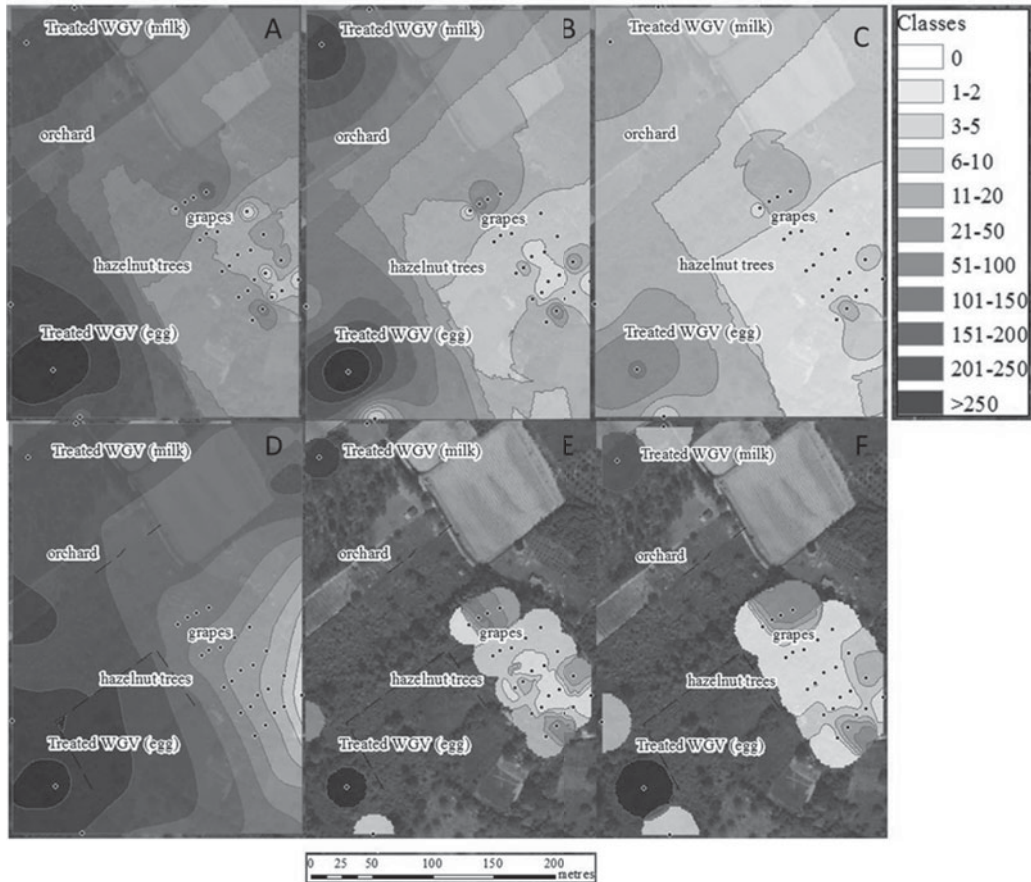 Treated WGV (milk)
A
orchard
grapes
hazelnut trees
Treated WGV (egg)
Treated WGV (milk)
B
orchard
grapes
hazelnut trees
Treated WGV (egg)
Treated WGV (milk)
C
orchard
grapes
hazelnut trees
Treated WGV (egg)
Classes
0
1-2
3-5
6-10
11-20
21-50
51-100
101-150
151-200
201-250
>250
Treated WGV (milk)
D
orchard
grapes
hazelnut trees
Treated WGV (egg)
Treated WGV (milk)
E
orchard
grapes
hazelnut trees
Treated WGV (egg)
Treated WGV (milk)
F
orchard
grapes
hazelnut trees
Treated WGV (egg)
0 25 50 100 150 200
metres